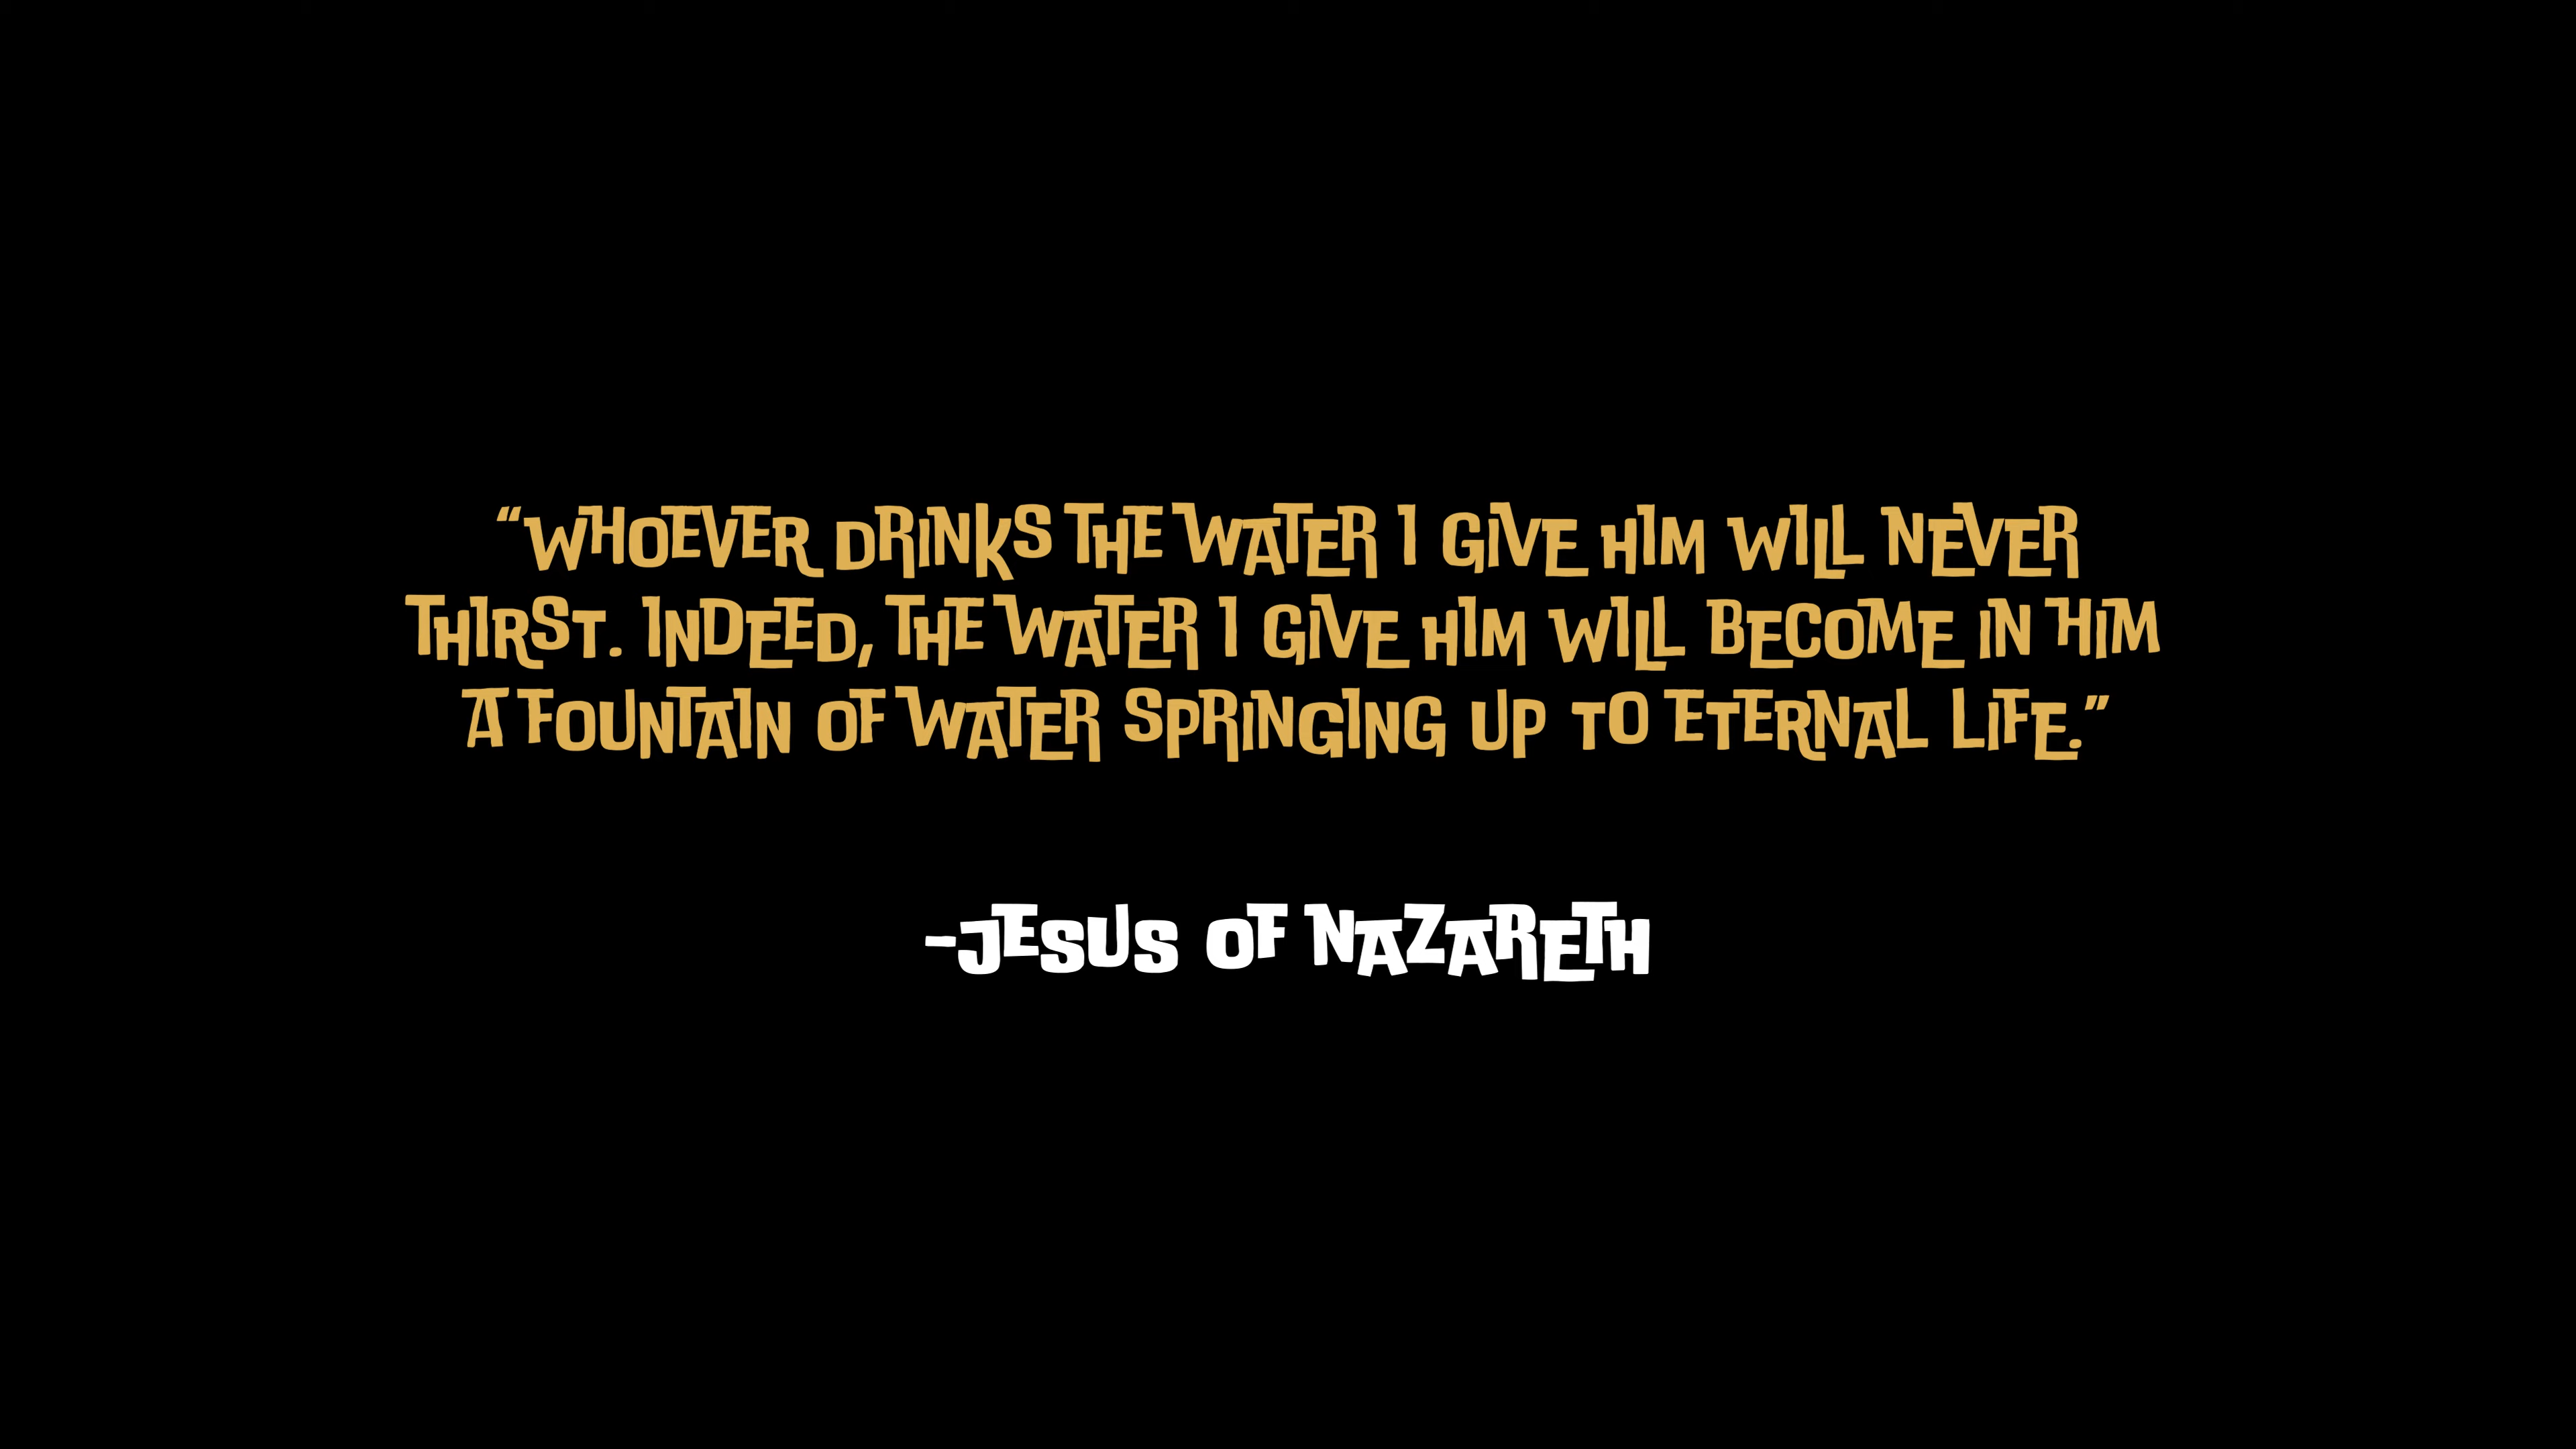 “WHOEVER DRINKS THE WATER I GIVE HIM WILL NEVER
THIRST. INDEED, THE WATER I GIVE HIM WILL BECOME IN HIM
A FOUNTAIN OF WATER SPRINGING UP TO ETERNAL LIFE.”
-JESUS OF NAZARETH